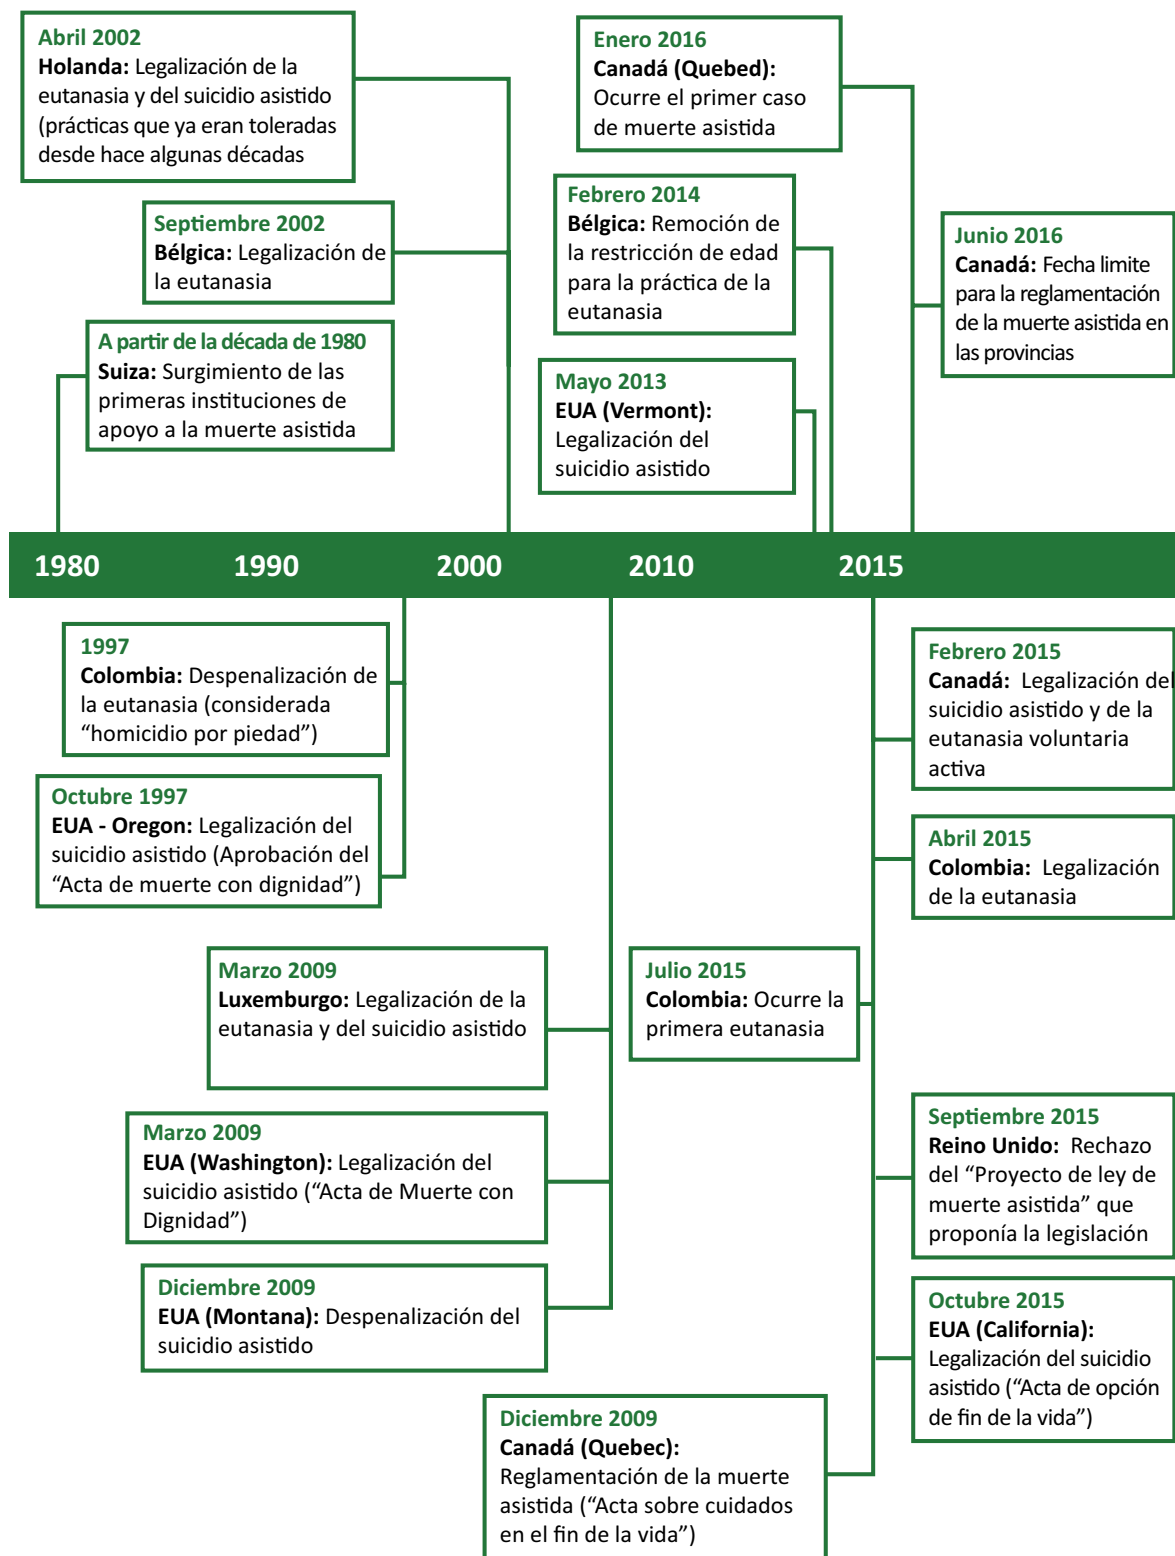 Abril 2002
Holanda: Legalización de la
eutanasia y del suicidio asistido
(prácticas que ya eran toleradas
desde hace algunas décadas
Septiembre 2002
Bélgica: Legalización de
la eutanasia
A partir de la década de 1980
Suiza: Surgimiento de las
primeras instituciones de
apoyo a la muerte asistida
Enero 2016
Canadá (Quebed):
Ocurre el primer caso
de muerte asistida
Febrero 2014
Bélgica: Remoción de
la restricción de edad
para la práctica de la
eutanasia
Mayo 2013
EUA (Vermont):
Legalización del
suicidio asistido
Junio 2016
Canadá: Fecha limite
para la reglamentación
de la muerte asistida en
las provincias
1980 1990 2000 2010 2015
1997
Colombia: Despenalización de
la eutanasia (considerada
“homicidio por piedad”)
Octubre 1997
EUA - Oregon: Legalización del
suicidio asistido (Aprobación del
“Acta de muerte con dignidad”)
Marzo 2009
Luxemburgo: Legalización de la
eutanasia y del suicidio asistido
Marzo 2009
EUA (Washington): Legalización del
suicidio asistido (“Acta de Muerte con
Dignidad”)
Diciembre 2009
EUA (Montana): Despenalización del
suicidio asistido
Febrero 2015
Canadá: Legalización del
suicidio asistido y de la
eutanasia voluntaria
activa
Abril 2015
Colombia: Legalización
de la eutanasia
Julio 2015
Colombia: Ocurre la
primera eutanasia
Septiembre 2015
Reino Unido: Rechazo
del “Proyecto de ley de
muerte asistida” que
proponía la legislación
Octubre 2015
EUA (California):
Legalización del suicidio
asistido (“Acta de opción
de fin de la vida”)
Diciembre 2009
Canadá (Quebec):
Reglamentación de la muerte
asistida (“Acta sobre cuidados
en el fin de la vida”)